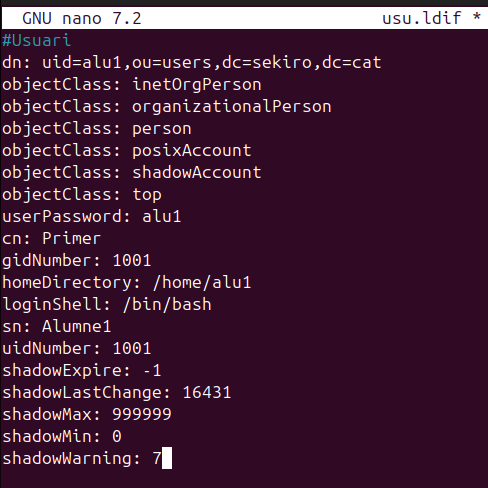 GNU nano 7.2 usu.ldif *
#Usuari
dn: uid=alu1,ou=users,dc=sekiro,dc=cat
objectClass: inetOrgPerson
objectClass: organizationalPerson
objectClass: person
objectClass: posixAccount
objectClass: shadowAccount
objectClass: top
userPassword: alu1
cn: Primer
gidNumber: 1001
homeDirectory: /home/alu1
loginShell: /bin/bash
sn: Alumne1
uidNumber: 1001
shadowExpire: -1
shadowLastChange: 16431
shadowMax: 999999
shadowMin: 0
shadowWarning: 7